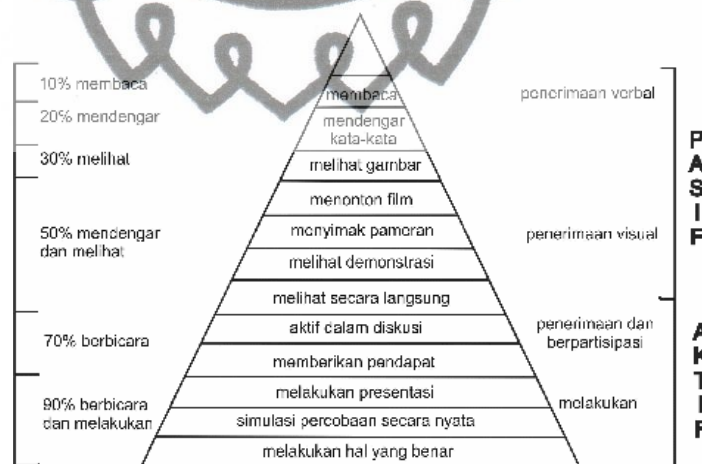 10% membaca
20% mendengar
30% melihat
50% mendengar
dan melihat
70% berbicara
90% berbicara
dan melakukan
membaca
mendengar
kata-kata
melihat gambar
menonton film
menyimak pameran
melihat demonstrasi
melihat secara langsung
aktif dalam diskusi
memberikan pendapat
melakukan presentasi
simulasi percobaan secara nyata
melakukan hal yang benar
penerimaan verbal
penerimaan visual
penerimaan dan
berpartisipasi
melakukan
P
A
S
I
F
A
K
T
I
F